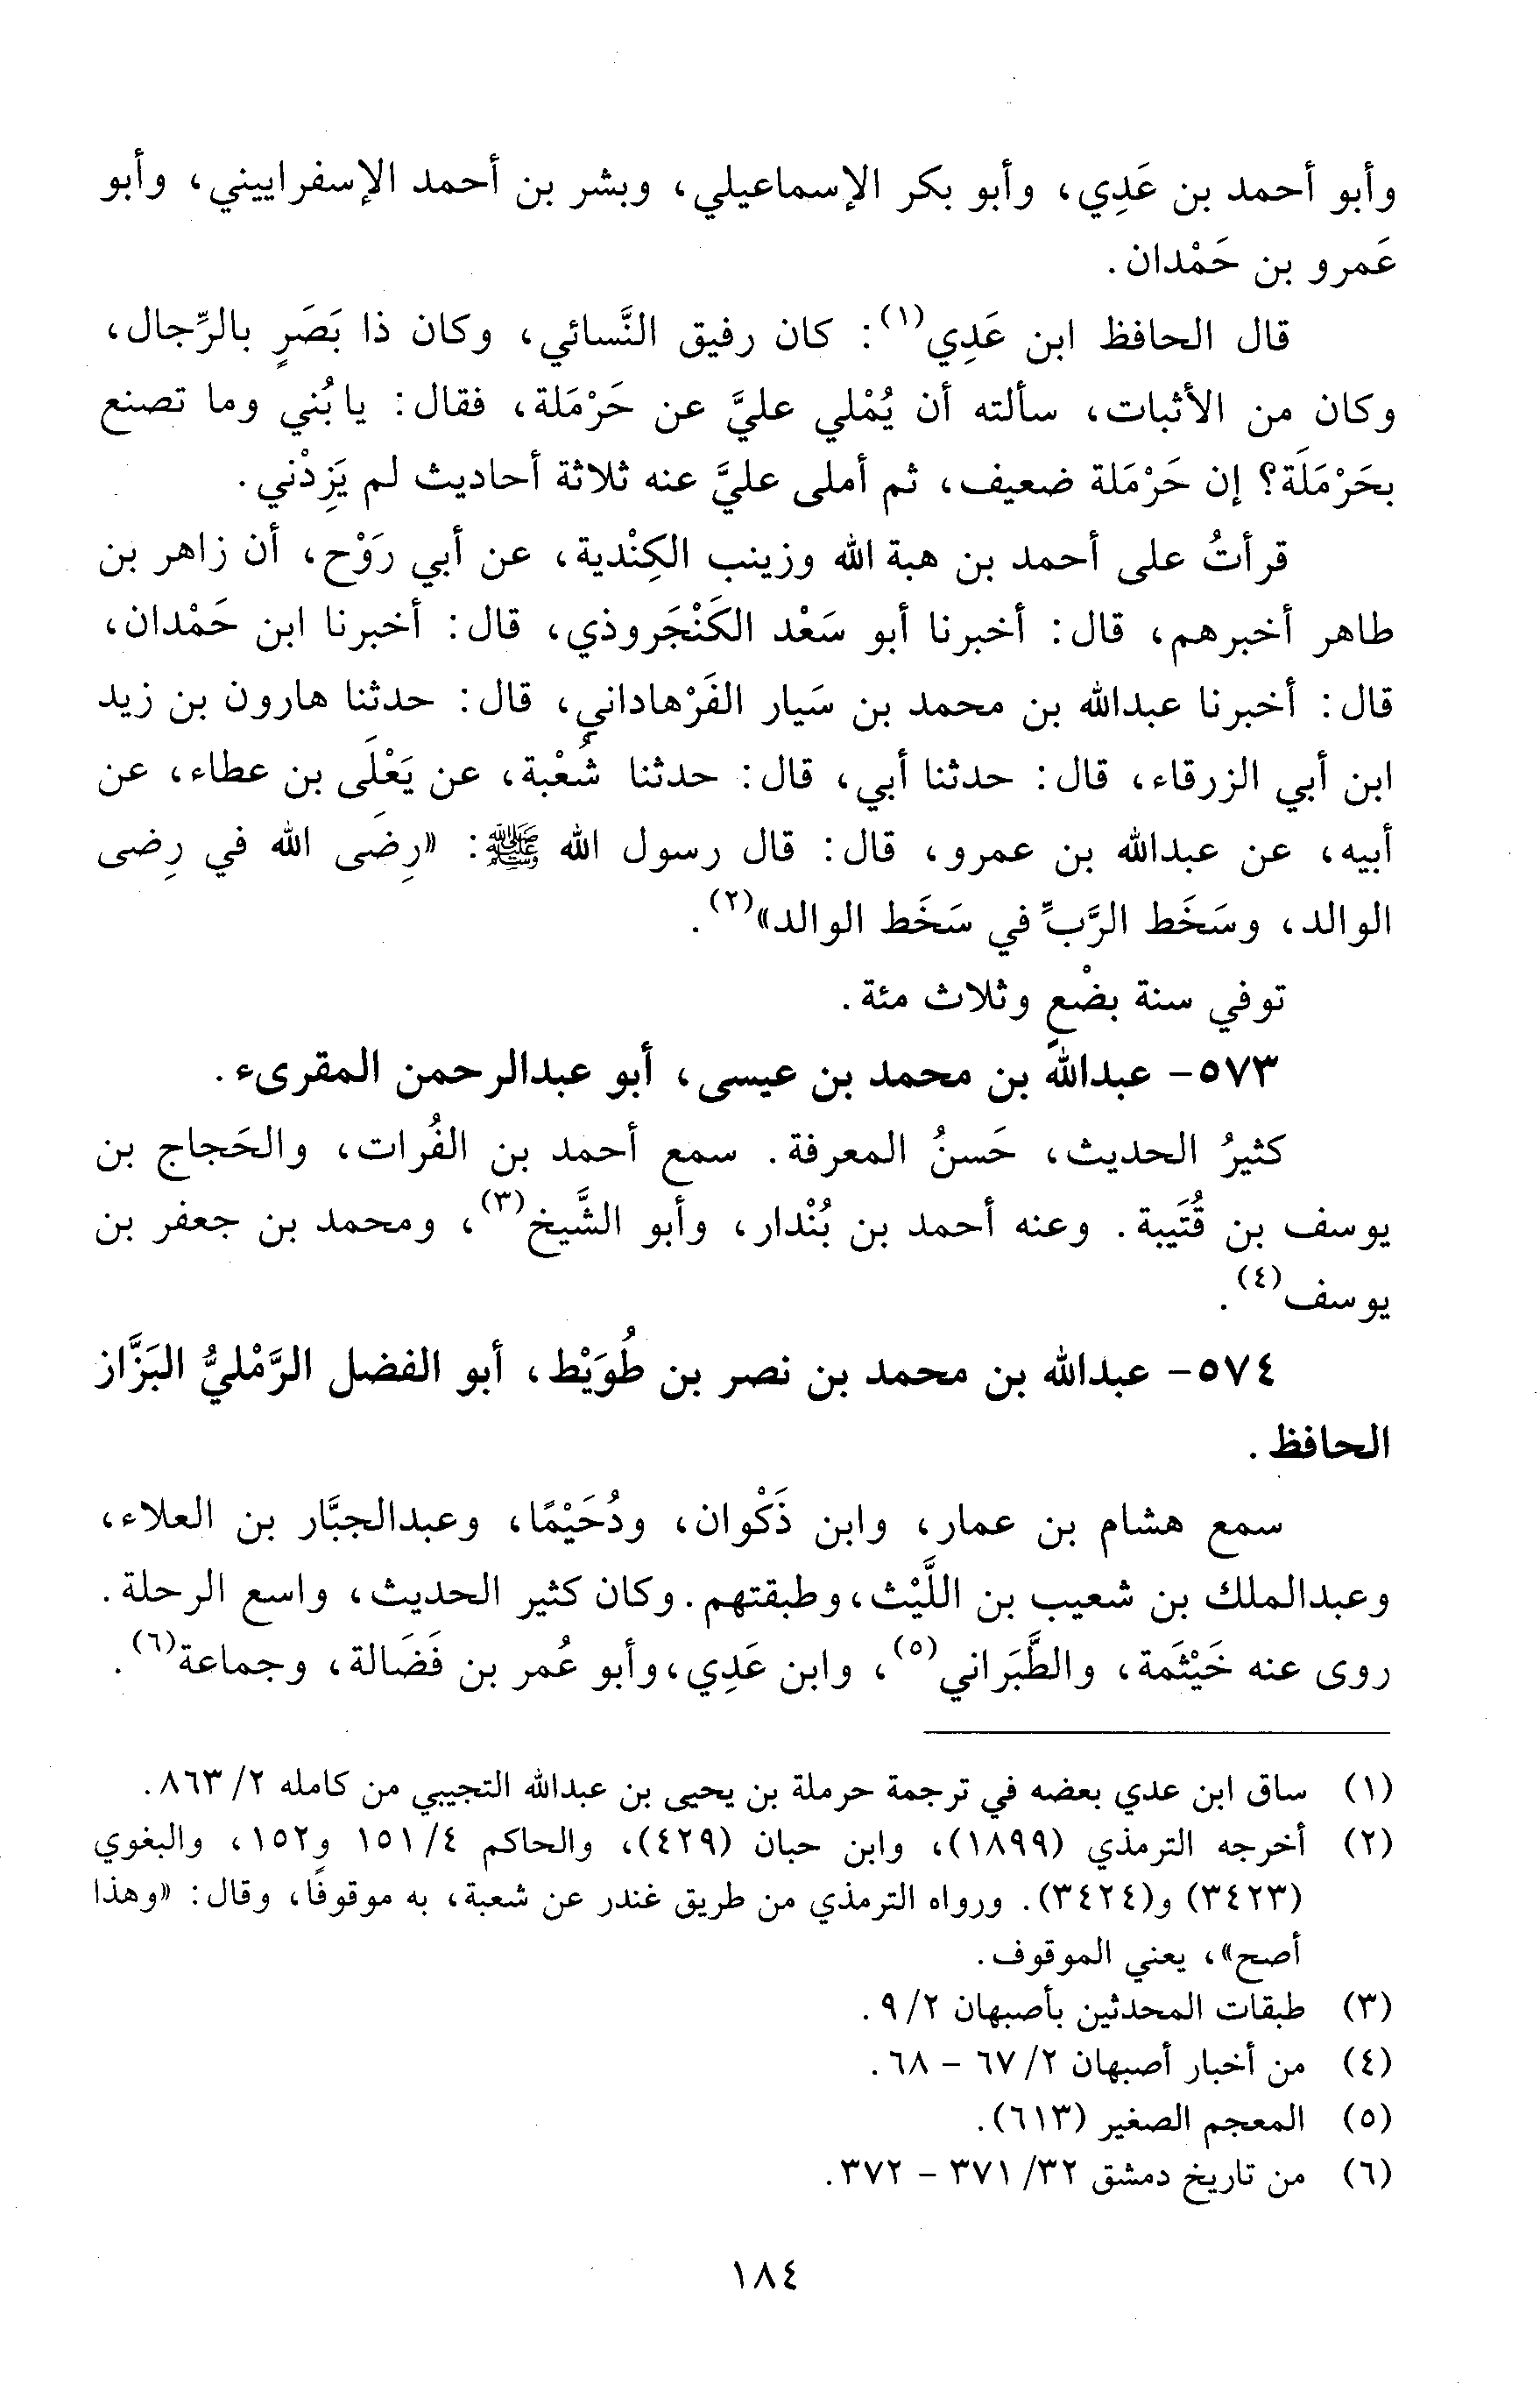 وأبو أحمد بن عَدِي، وأبو بكر الإسماعيلي، وبشر بن أحمد الإسفراييني، وأبو
عَمرو بن حَمْدان.
قال الحافظ ابن عَدِي(١): كان رفيق النَّسائي، وكان ذا بَصَرٍ بالرِّجال،
وكان من الأثبات، سألته أن يُمْلي عليَّ عن حَرْمَلة، فقال: يا بُني وما تصنع
بحَرْمَلَة؟ إن حَرْمَلة ضعيف، ثم أملى عليَّ عنه ثلاثة أحاديث لم يَزِدْني.
قرأتُ على أحمد بن هبة الله وزينب الكِنْدية، عن أبي رَوْح، أن زاهر بن
طاهر أخبرهم، قال: أخبرنا أبو سَعْد الكَنْجَروذي، قال: أخبرنا ابن حَمْدان،
قال: أخبرنا عبدالله بن محمد بن سَيار الفَرْهاداني، قال: حدثنا هارون بن زيد
ابن أبي الزرقاء، قال: حدثنا أبي، قال: حدثنا شُعْبة، عن يَعْلَى بن عطاء، عن
أبيه، عن عبدالله بن عمرو، قال: قال رسول الله ﷺ: «رِضَى الله في رِضى
الوالد، وسَخَط الرَّبِّ في سَخَط الوالد»(٢).
توفي سنة بضْعٍ وثلاث مئة.
٥٧٣- عبدالله بن محمد بن عيسى، أبو عبدالرحمن المقرىء.
كثيرُ الحديث، حَسنُ المعرفة. سمع أحمد بن الفُرات، والحَجاج بن
يوسف بن قُتَيبة. وعنه أحمد بن بُنْدار، وأبو الشَّيخ(٣)، ومحمد بن جعفر بن
يوسف(٤).
٥٧٤- عبدالله بن محمد بن نصر بن طُوَيْط، أبو الفضل الرَّمْليُّ البَزَّاز
الحافظ.
سمع هشام بن عمار، وابن ذَكْوان، ودُحَيْمًا، وعبدالجبَّار بن العلاء،
وعبدالملك بن شعيب بن اللَّيْث، وطبقتهم. وكان كثير الحديث، واسع الرحلة.
روى عنه خَيْثَمة، والطَّبَراني(٥)، وابن عَدِي، وأبو عُمر بن فَضَالة، وجماعة(٦).
(١) ساق ابن عدي بعضه في ترجمة حرملة بن يحيى بن عبدالله التجيبي من كامله ٢/ ٨٦٣.
(٢) أخرجه الترمذي (١٨٩٩)، وابن حبان (٤٢٩)، والحاكم ٤/ ١٥١ و١٥٢، والبغوي
(٣٤٢٣) و(٣٤٢٤). ورواه الترمذي من طريق غندر عن شعبة، به موقوفًا، وقال: «وهذا
أصح»، يعني الموقوف.
(٣) طبقات المحدثين بأصبهان ٢/ ٩.
(٤) من أخبار أصبهان ٢/ ٦٧ - ٦٨.
(٥) المعجم الصغير (٦١٣).
(٦) من تاريخ دمشق ٣٢/ ٣٧١ - ٣٧٢.
١٨٤